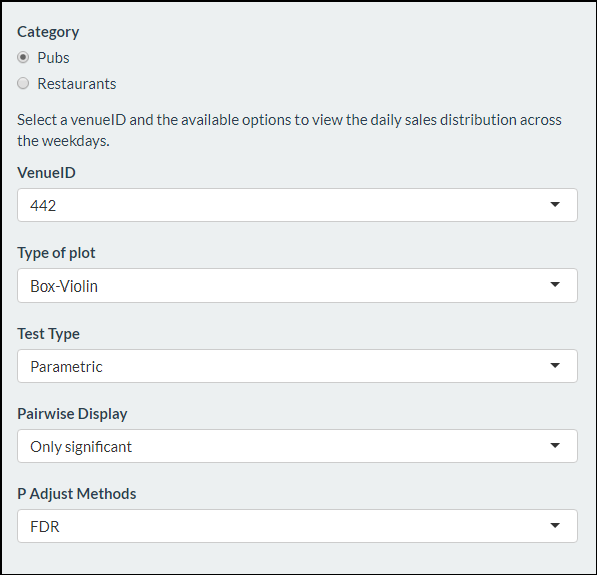 Category
Pubs
Restaurants
Select a venueID and the available options to view the daily sales distribution across
the weekdays.
VenueID
442
Type of plot
Box-Violin
Test Type
Parametric
Pairwise Display
Only significant
P Adjust Methods
FDR